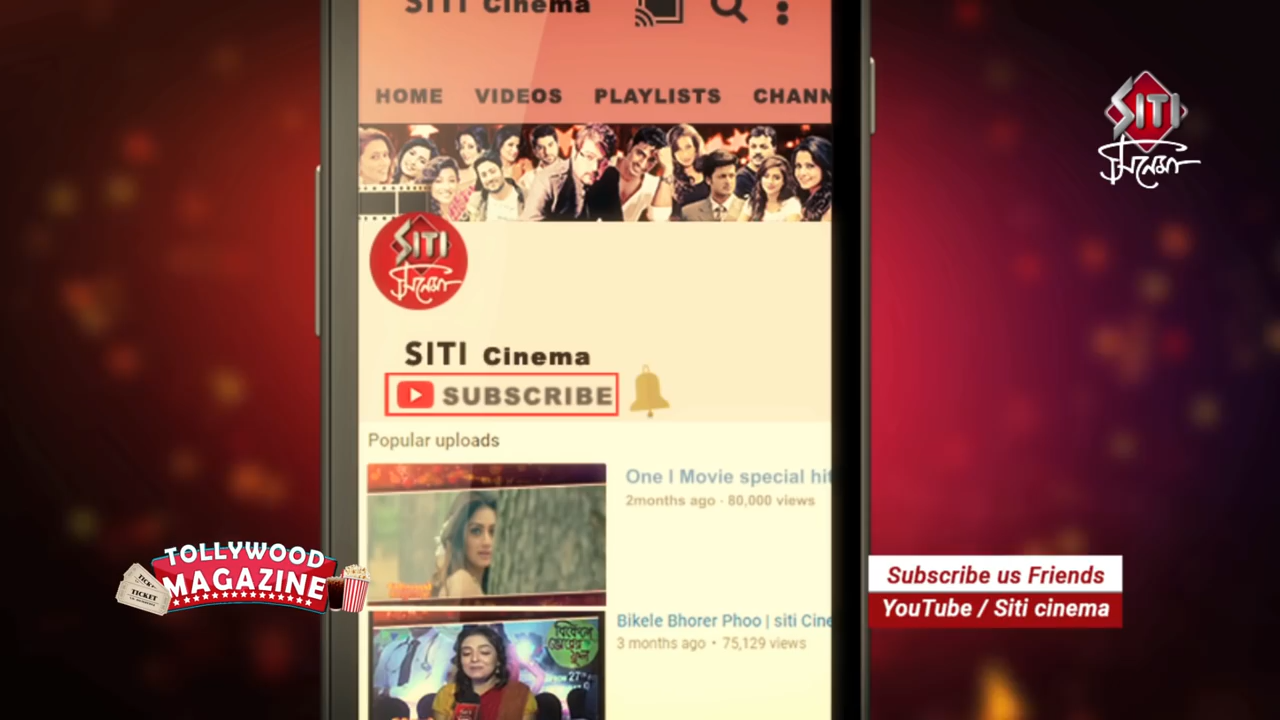 SITI Cinema
HOME VIDEOS PLAYLISTS CHANN
SITI
সিনেমা
SITI
সিনেমা
SITI Cinema
SUBSCRIBE
Popular uploads
One I Movie special hit
2months ago - 80,000 views
TOLLYWOOD
MAGAZINE
TICKET
Subscribe us Friends
YouTube / Siti cinema
Bikele Bhorer Phoo | siti Cine
3 months ago • 75,129 views
বিকেলে
ভোরের
ফুল